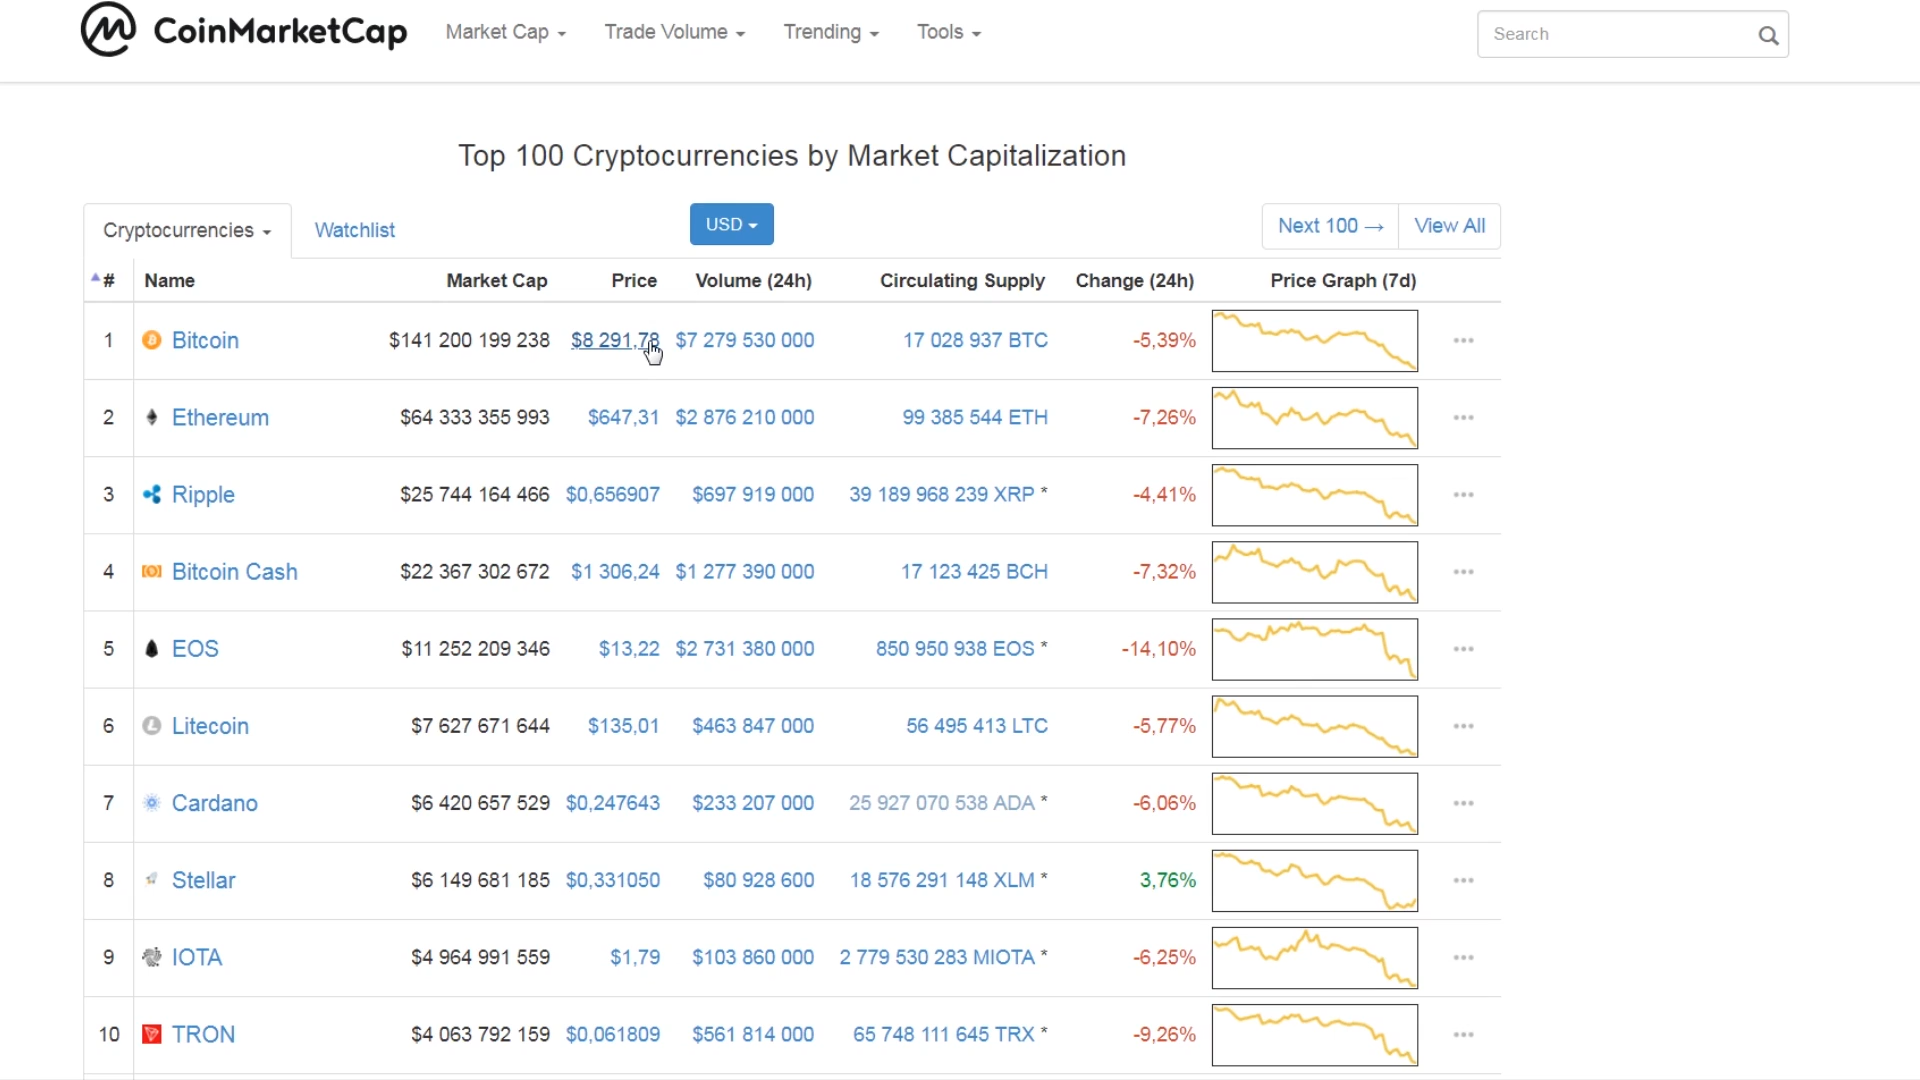 CoinMarketCap Market Cap Trade Volume Trending Tools Search
Top 100 Cryptocurrencies by Market Capitalization
Cryptocurrencies Watchlist USD Next 100 → View All
# Name Market Cap Price Volume (24h) Circulating Supply Change (24h) Price Graph (7d)
1 Bitcoin $141 200 199 238 $8 291,78 $7 279 530 000 17 028 937 BTC -5,39%
2 Ethereum $64 333 355 993 $647,31 $2 876 210 000 99 385 544 ETH -7,26%
3 Ripple $25 744 164 466 $0,656907 $697 919 000 39 189 968 239 XRP * -4,41%
4 Bitcoin Cash $22 367 302 672 $1 306,24 $1 277 390 000 17 123 425 BCH -7,32%
5 EOS $11 252 209 346 $13,22 $2 731 380 000 850 950 938 EOS * -14,10%
6 Litecoin $7 627 671 644 $135,01 $463 847 000 56 495 413 LTC -5,77%
7 Cardano $6 420 657 529 $0,247643 $233 207 000 25 927 070 538 ADA * -6,06%
8 Stellar $6 149 681 185 $0,331050 $80 928 600 18 576 291 148 XLM * 3,76%
9 IOTA $4 964 991 559 $1,79 $103 860 000 2 779 530 283 MIOTA * -6,25%
10 TRON $4 063 792 159 $0,061809 $561 814 000 65 748 111 645 TRX * -9,26%